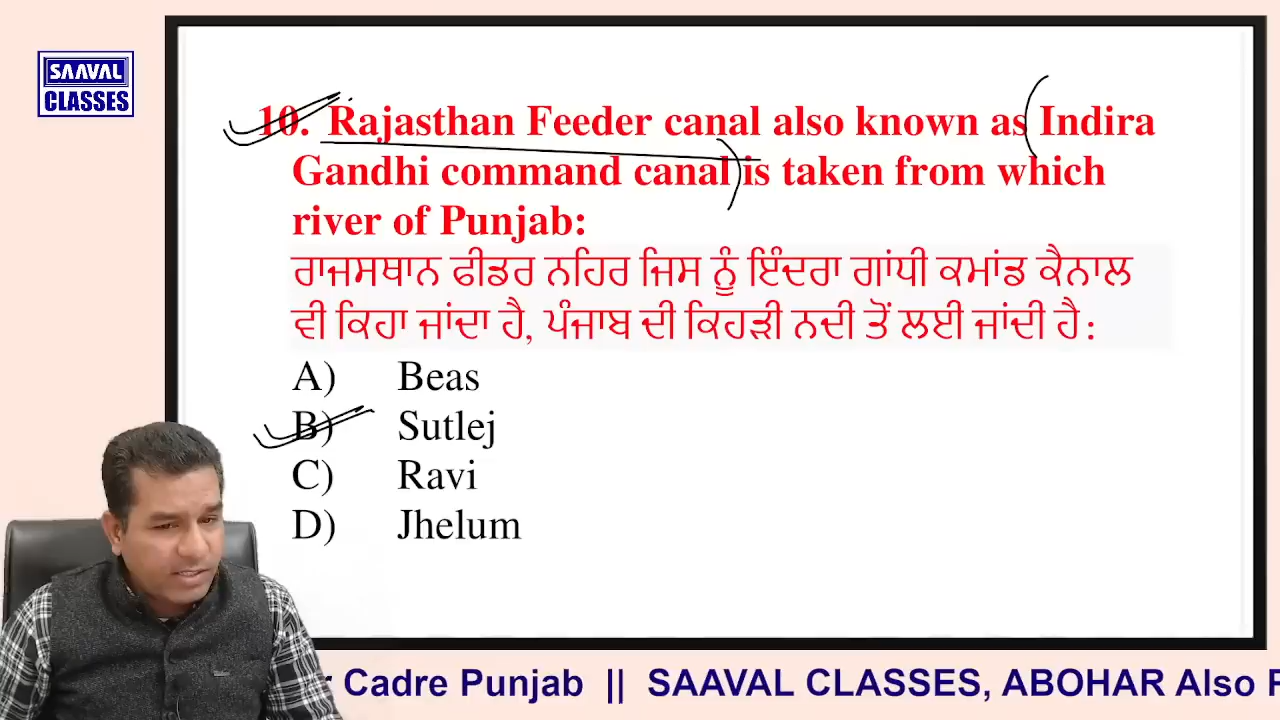 SAAVAL
CLASSES
10. Rajasthan Feeder canal also known as Indira
Gandhi command canal is taken from which
river of Punjab:
ਰਾਜਸਥਾਨ ਫੀਡਰ ਨਹਿਰ ਜਿਸ ਨੂੰ ਇੰਦਰਾ ਗਾਂਧੀ ਕਮਾਂਡ ਕੈਨਾਲ
ਵੀ ਕਿਹਾ ਜਾਂਦਾ ਹੈ, ਪੰਜਾਬ ਦੀ ਕਿਹੜੀ ਨਦੀ ਤੋਂ ਲਈ ਜਾਂਦੀ ਹੈ:
A) Beas
B) Sutlej
C) Ravi
D) Jhelum
Cadre Punjab || SAAVAL CLASSES, ABOHAR Also